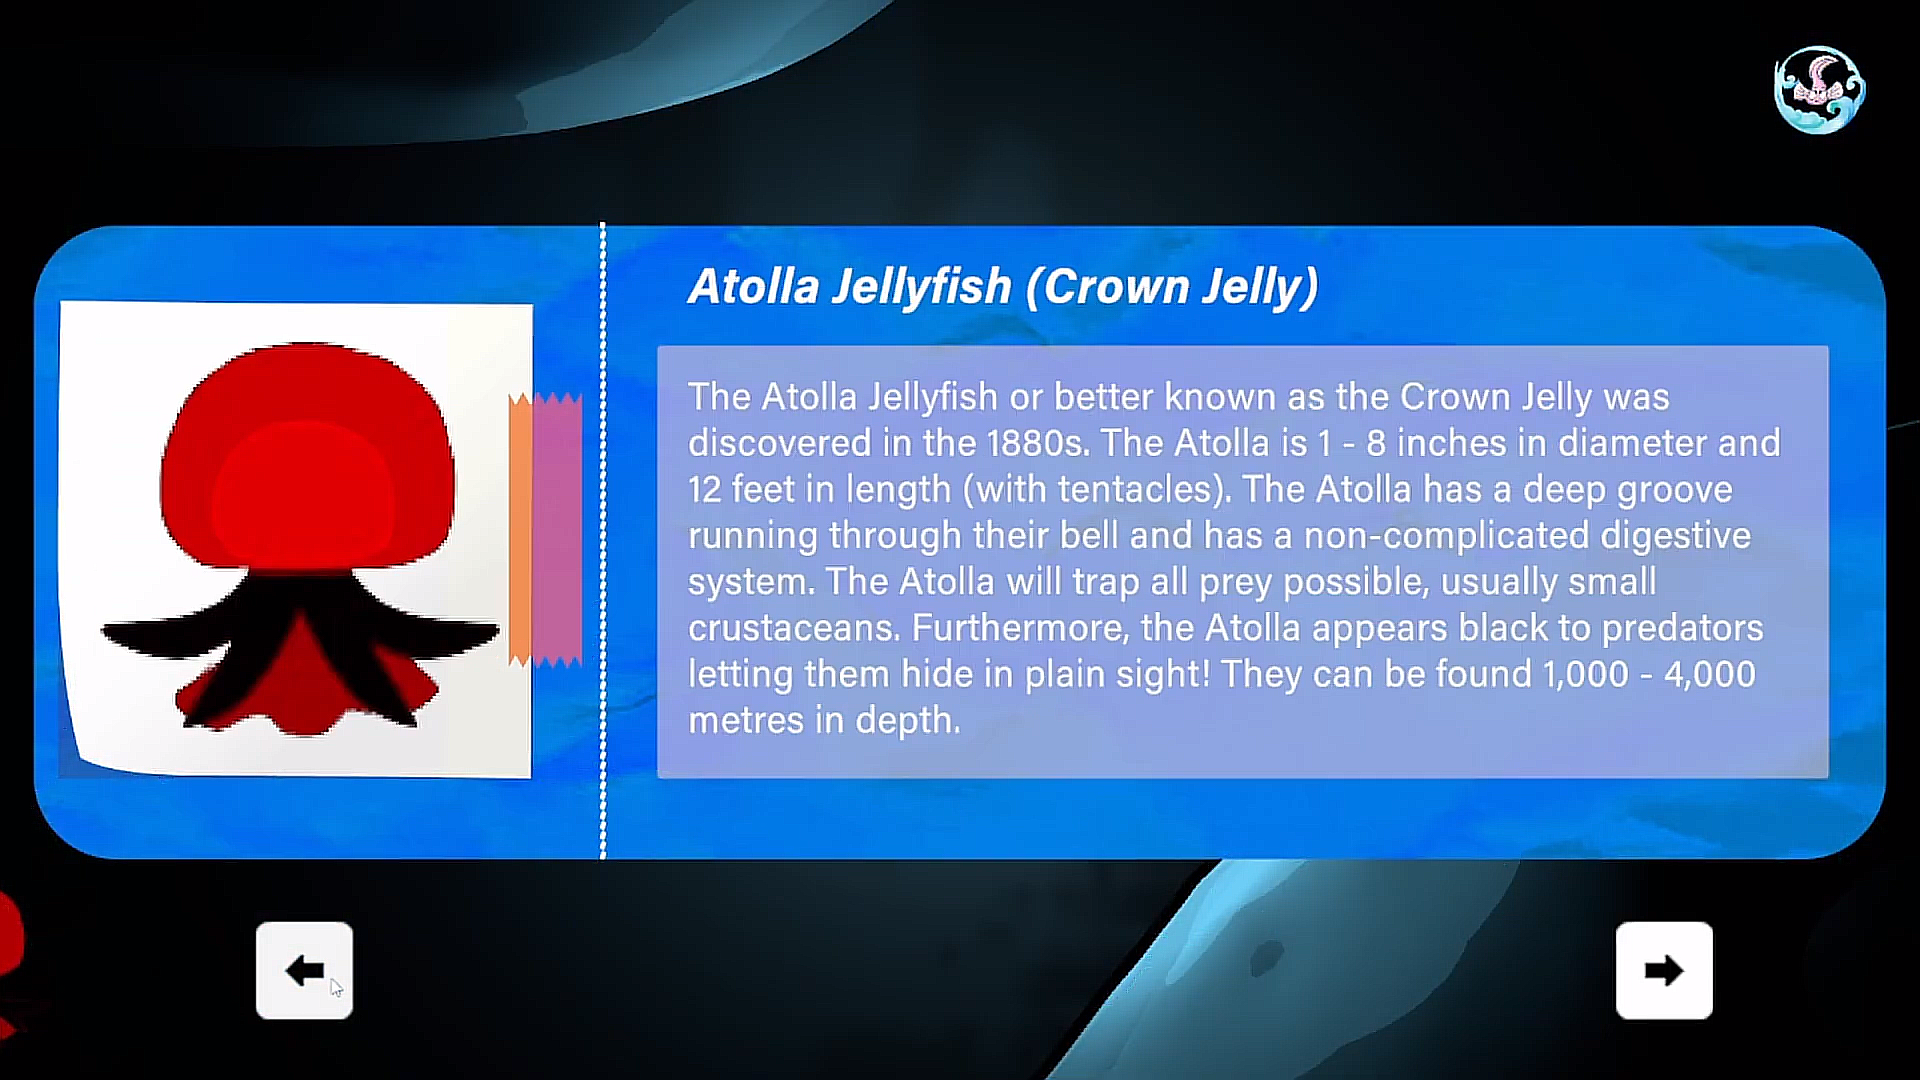 Atolla Jellyfish (Crown Jelly)
The Atolla Jellyfish or better known as the Crown Jelly was
discovered in the 1880s. The Atolla is 1 - 8 inches in diameter and
12 feet in length (with tentacles). The Atolla has a deep groove
running through their bell and has a non-complicated digestive
system. The Atolla will trap all prey possible, usually small
crustaceans. Furthermore, the Atolla appears black to predators
letting them hide in plain sight! They can be found 1,000 - 4,000
metres in depth.